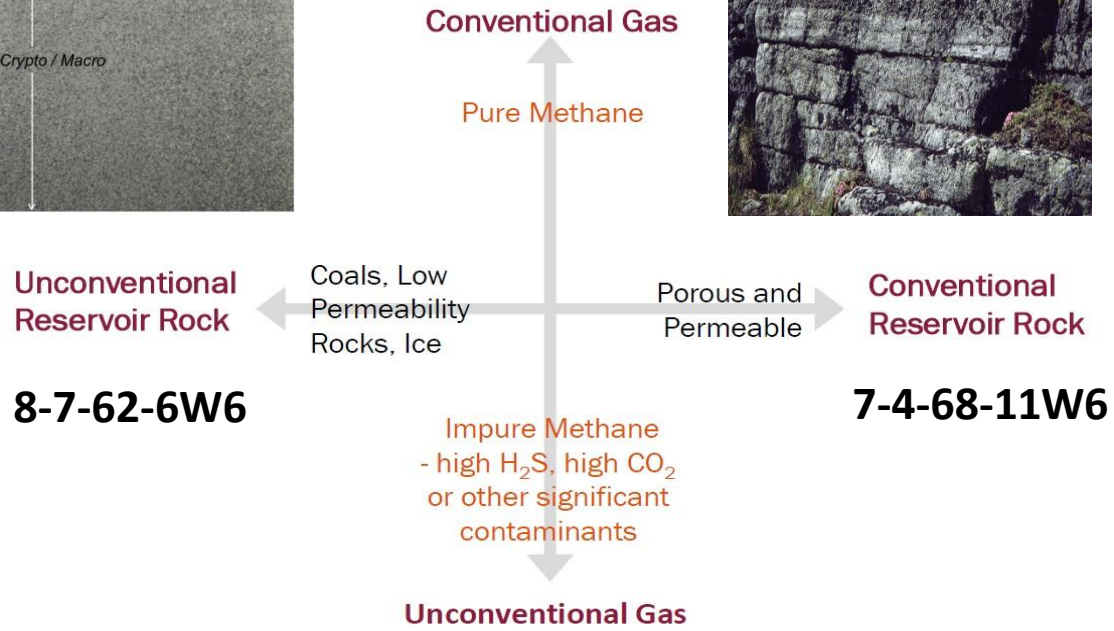 Conventional Gas
Crypto / Macro
Pure Methane
Unconventional
Reservoir Rock
Coals, Low
Permeability
Rocks, Ice
Porous and
Permeable
Conventional
Reservoir Rock
8-7-62-6W6
7-4-68-11W6
Impure Methane
- high H₂S, high CO₂
or other significant
contaminants
Unconventional Gas